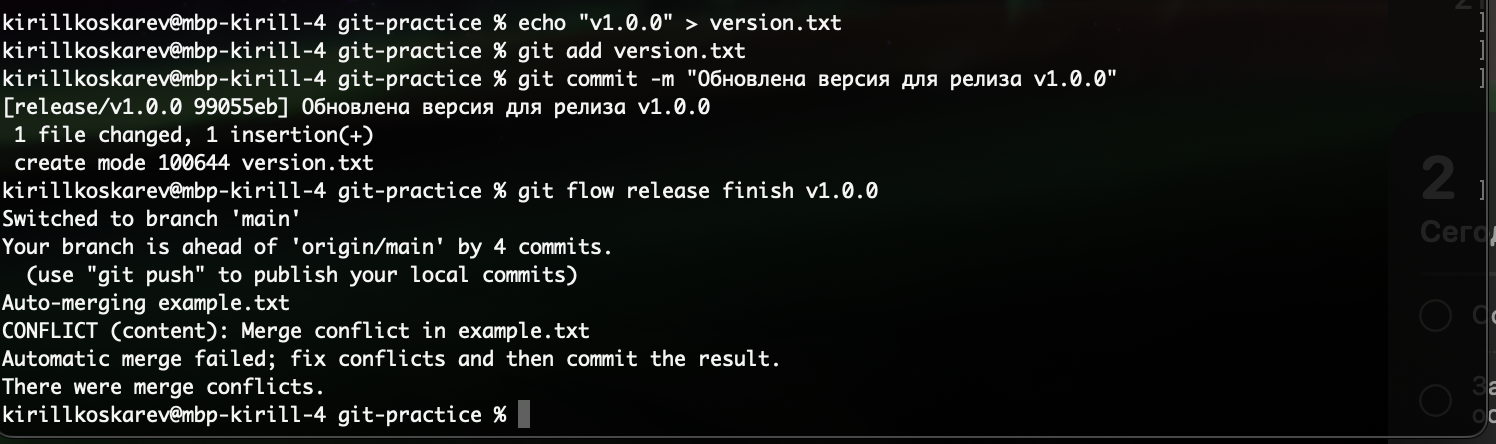 kirillkoskarev@mbp-kirill-4 git-practice % echo "v1.0.0" > version.txt
kirillkoskarev@mbp-kirill-4 git-practice % git add version.txt
kirillkoskarev@mbp-kirill-4 git-practice % git commit -m "Обновлена версия для релиза v1.0.0"
[release/v1.0.0 99055eb] Обновлена версия для релиза v1.0.0
 1 file changed, 1 insertion(+)
 create mode 100644 version.txt
kirillkoskarev@mbp-kirill-4 git-practice % git flow release finish v1.0.0
Switched to branch 'main'
Your branch is ahead of 'origin/main' by 4 commits.
  (use "git push" to publish your local commits)
Auto-merging example.txt
CONFLICT (content): Merge conflict in example.txt
Automatic merge failed; fix conflicts and then commit the result.
There were merge conflicts.
kirillkoskarev@mbp-kirill-4 git-practice %
2